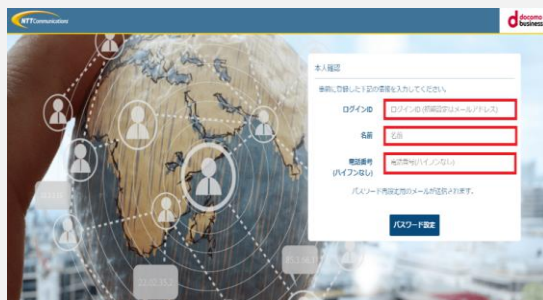 NTT Communications
docomo business
本人確認
事前に登録した下記の情報を入力してください。
ログインID
ログインID (初期設定はメールアドレス)
名前
名前
電話番号
(ハイフンなし)
電話番号(ハイフンなし)
パスワード再設定用のメールが送信されます。
パスワード設定